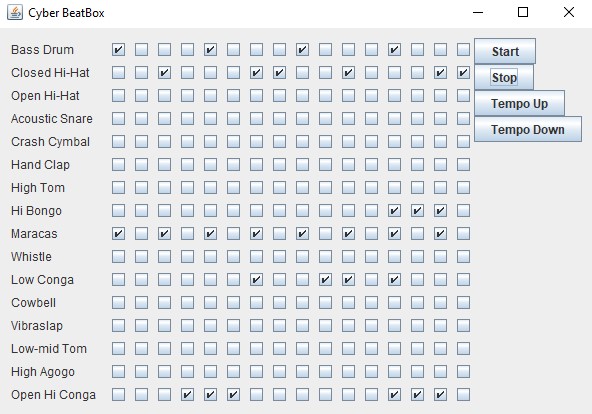 Cyber BeatBox
Bass Drum
Closed Hi-Hat
Open Hi-Hat
Acoustic Snare
Crash Cymbal
Hand Clap
High Tom
Hi Bongo
Maracas
Whistle
Low Conga
Cowbell
Vibraslap
Low-mid Tom
High Agogo
Open Hi Conga
Start
Stop
Tempo Up
Tempo Down